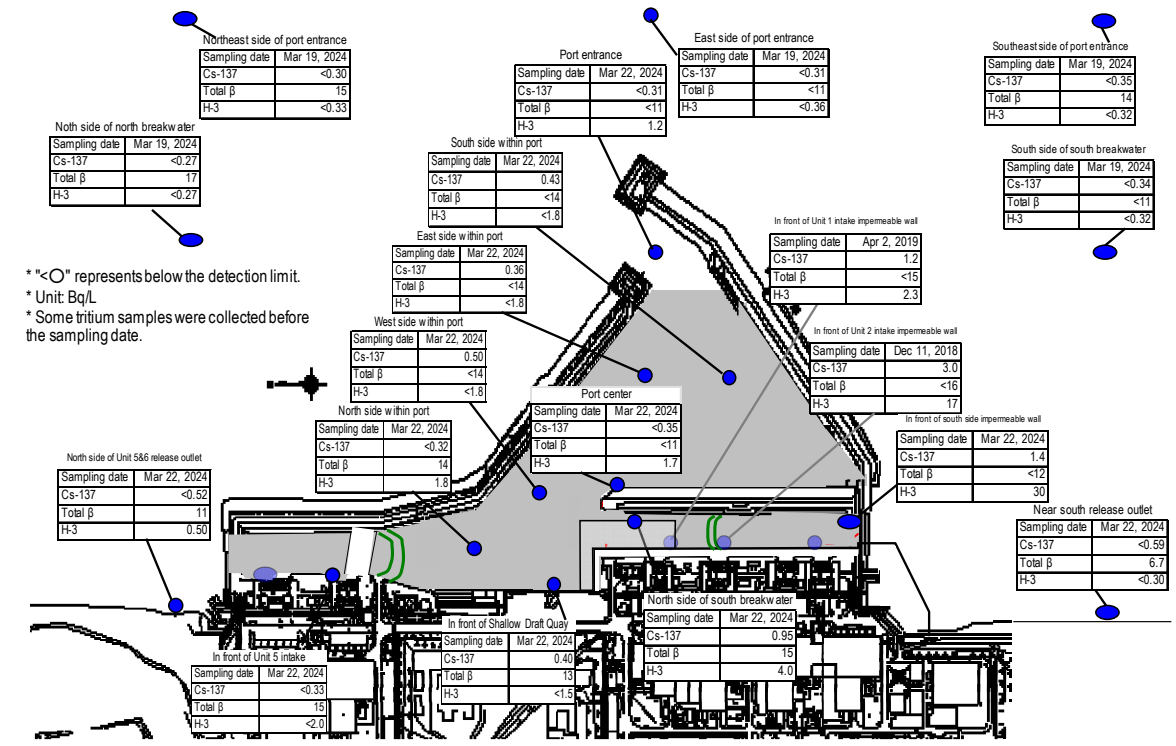 Northeast side of port entrance
Sampling date Mar 19, 2024
Cs-137 <0.30
Total β 15
H-3 <0.33
East side of port entrance
Sampling date Mar 19, 2024
Cs-137 <0.31
Total β <11
H-3 <0.36
Southeast side of port entrance
Sampling date Mar 19, 2024
Cs-137 <0.35
Total β 14
H-3 <0.32
Port entrance
Sampling date Mar 22, 2024
Cs-137 <0.31
Total β <11
H-3 1.2
Noth side of north breakwater
Sampling date Mar 19, 2024
Cs-137 <0.27
Total β 17
H-3 <0.27
South side within port
Sampling date Mar 22, 2024
Cs-137 0.43
Total β <14
H-3 <1.8
South side of south breakwater
Sampling date Mar 19, 2024
Cs-137 <0.34
Total β <11
H-3 <0.32
In front of Unit 1 intake impermeable wall
Sampling date Apr 2, 2019
Cs-137 1.2
Total β <15
H-3 2.3
East side within port
Sampling date Mar 22, 2024
Cs-137 0.36
Total β <14
H-3 <1.8
* "<○" represents below the detection limit.
* Unit: Bq/L
* Some tritium samples were collected before
the sampling date.
West side within port
Sampling date Mar 22, 2024
Cs-137 0.50
Total β <14
H-3 <1.8
In front of Unit 2 intake impermeable wall
Sampling date Dec 11, 2018
Cs-137 3.0
Total β <16
H-3 17
Port center
Sampling date Mar 22, 2024
Cs-137 <0.35
Total β <11
H-3 1.7
North side within port
Sampling date Mar 22, 2024
Cs-137 <0.32
Total β 14
H-3 1.8
In front of south side impermeable wall
Sampling date Mar 22, 2024
Cs-137 1.4
Total β <12
H-3 30
North side of Unit 5&6 release outlet
Sampling date Mar 22, 2024
Cs-137 <0.52
Total β 11
H-3 0.50
Near south release outlet
Sampling date Mar 22, 2024
Cs-137 <0.59
Total β 6.7
H-3 <0.30
North side of south breakwater
Sampling date Mar 22, 2024
Cs-137 0.95
Total β 15
H-3 4.0
In front of Shallow Draft Quay
Sampling date Mar 22, 2024
Cs-137 0.40
Total β 13
H-3 <1.5
In front of Unit 5 intake
Sampling date Mar 22, 2024
Cs-137 <0.33
Total β 15
H-3 <2.0